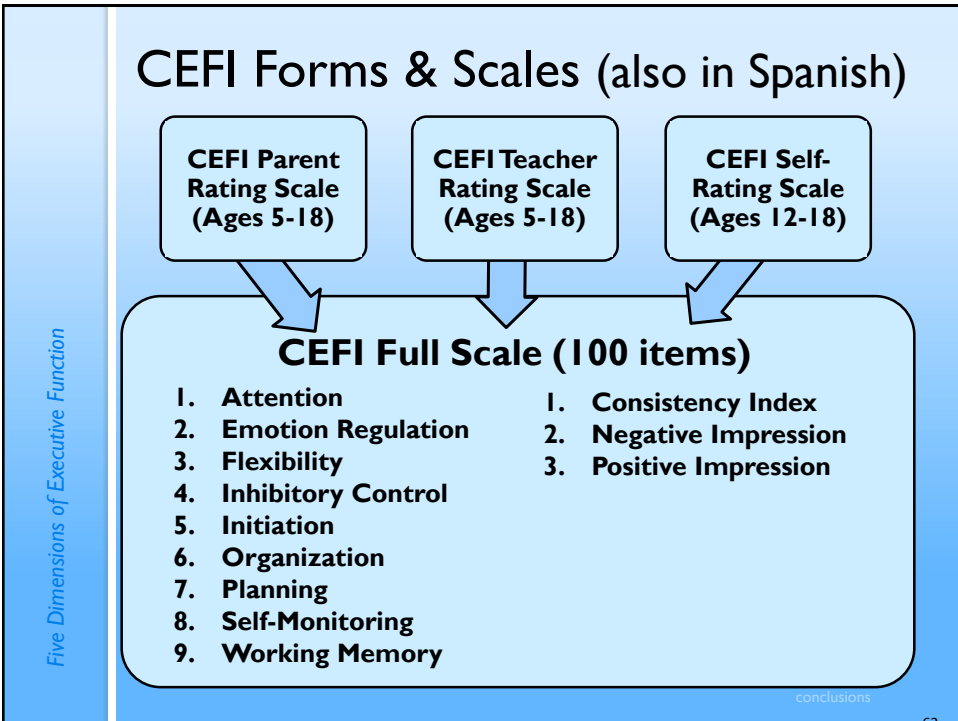 CEFI Forms & Scales (also in Spanish)
CEFI Parent
Rating Scale
(Ages 5-18)
CEFI Teacher
Rating Scale
(Ages 5-18)
CEFI Self-
Rating Scale
(Ages 12-18)
CEFI Full Scale (100 items)
1. Attention
2. Emotion Regulation
3. Flexibility
4. Inhibitory Control
5. Initiation
6. Organization
7. Planning
8. Self-Monitoring
9. Working Memory
1. Consistency Index
2. Negative Impression
3. Positive Impression
Five Dimensions of Executive Function
conclusions